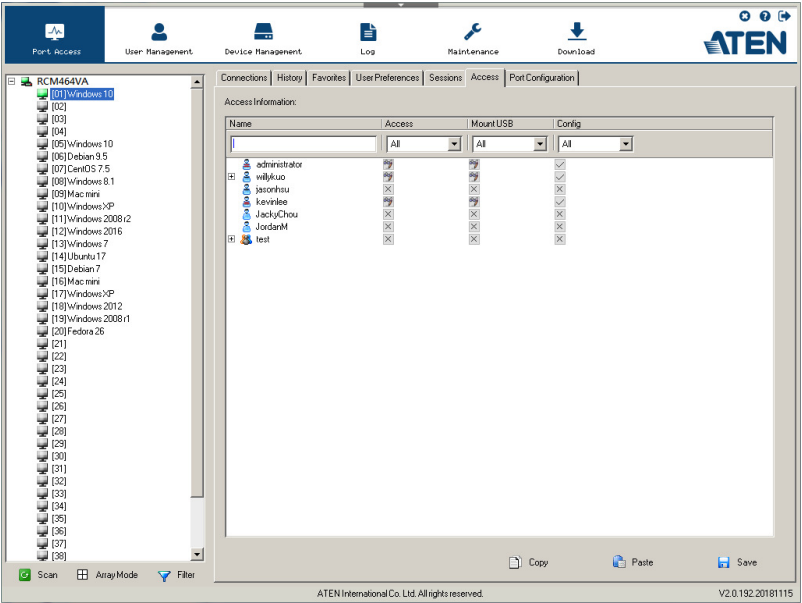 Port Access
User Management
Device Management
Log
Maintenance
Download
ATEN
RCM464VA
[01]Windows 10
[02]
[03]
[04]
[05]Windows 10
[06]Debian 9.5
[07]CentOS 7.5
[08]Windows 8.1
[09]Mac mini
[10]WindowsXP
[11]Windows 2008 r2
[12]Windows 2016
[13]Windows 7
[14]Ubuntu 17
[15]Debian 7
[16]Mac mini
[17]WindowsXP
[18]Windows 2012
[19]Windows 2008 r1
[20]Fedora 26
[21]
[22]
[23]
[24]
[25]
[26]
[27]
[28]
[29]
[30]
[31]
[32]
[33]
[34]
[35]
[36]
[37]
[38]
Scan Array Mode Filter
Connections History Favorites User Preferences Sessions Access Port Configuration
Access Information:
Name Access Mount USB Config
All All All
administrator
willykuo
jasonhsu
kevinlee
JackyChou
JordanM
test
Copy Paste Save
ATEN International Co. Ltd. All rights reserved.
V2.0.192.20181115